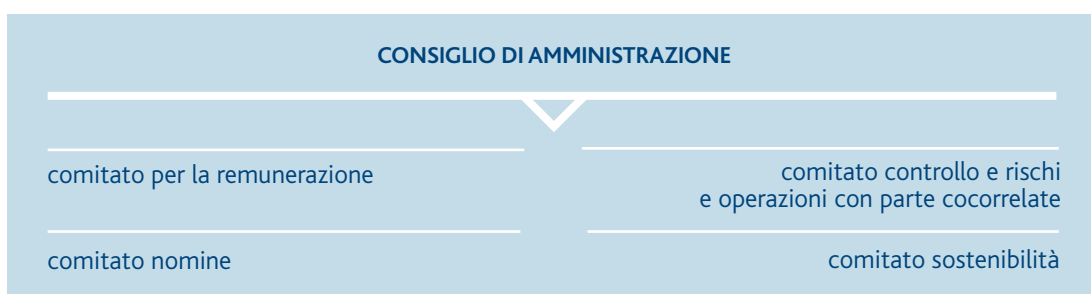 CONSIGLIO DI AMMINISTRAZIONE
comitato per la remunerazione
comitato controllo e rischi
e operazioni con parte cocorrelate
comitato nomine
comitato sostenibilità